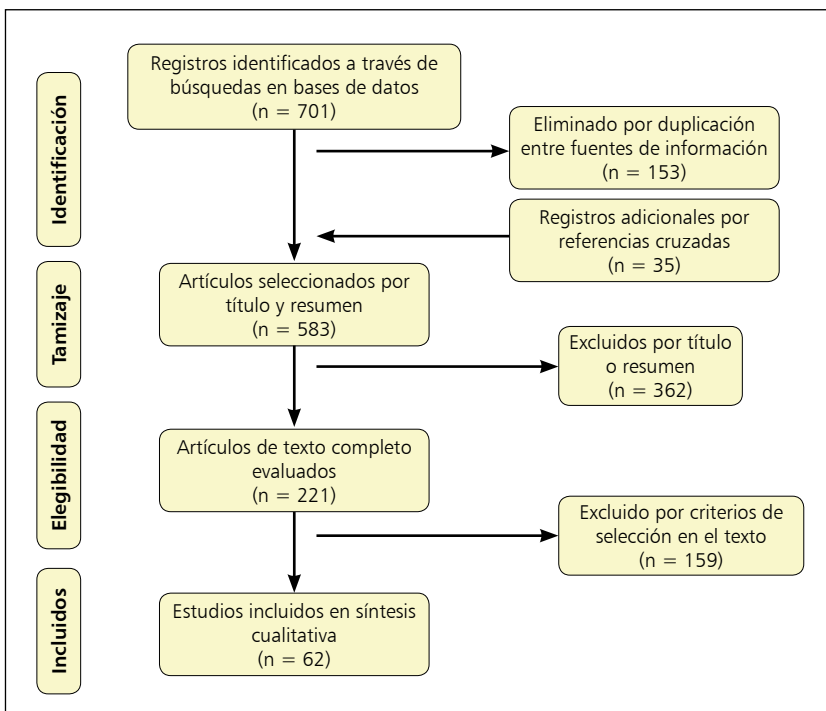 Identificación
Registros identificados a través de
búsquedas en bases de datos
(n = 701)
Eliminado por duplicación
entre fuentes de información
(n = 153)
Registros adicionales por
referencias cruzadas
(n = 35)
Tamizaje
Artículos seleccionados por
título y resumen
(n = 583)
Excluidos por título
o resumen
(n = 362)
Elegibilidad
Artículos de texto completo
evaluados
(n = 221)
Excluido por criterios de
selección en el texto
(n = 159)
Incluidos
Estudios incluidos en síntesis
cualitativa
(n = 62)